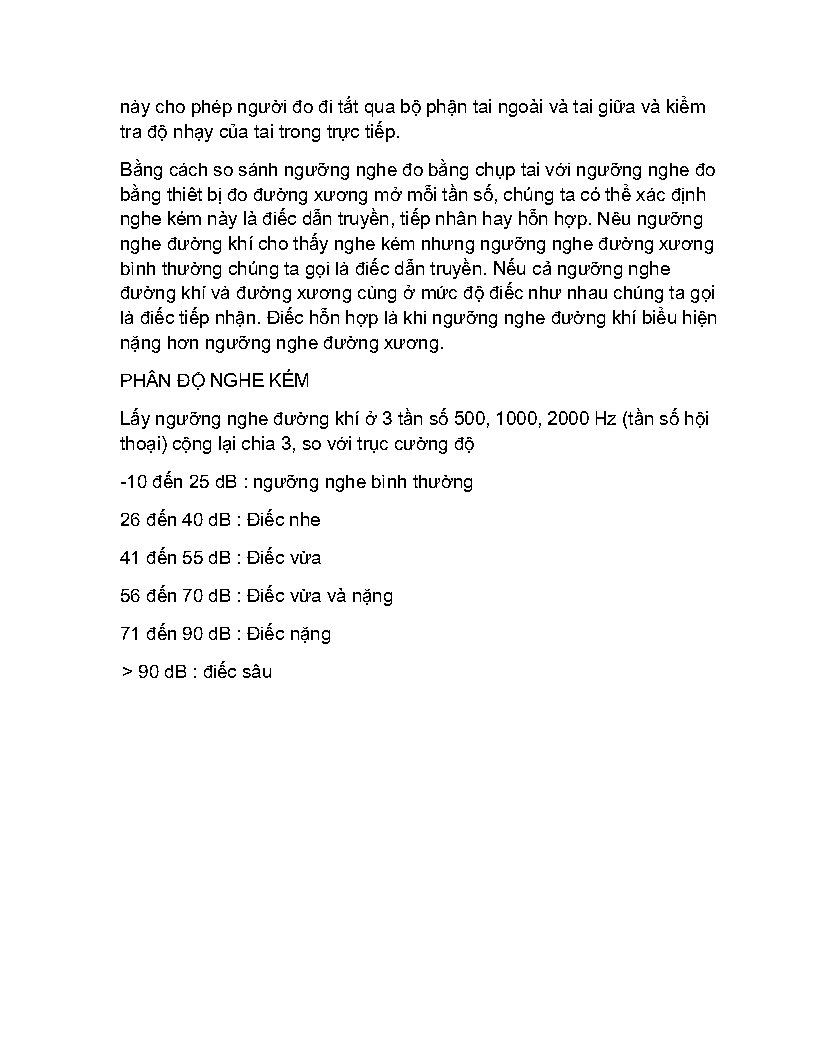 này cho phép người đo đi tắt qua bộ phận tai ngoài và tai giữa và kiểm
tra độ nhạy của tai trong trực tiếp.
Bằng cách so sánh ngưỡng nghe đo bằng chụp tai với ngưỡng nghe đo
bằng thiêt bị đo đường xương mở mỗi tần số, chúng ta có thể xác định
nghe kém này là điếc dẫn truyền, tiếp nhân hay hỗn hợp. Nêu ngưỡng
nghe đường khí cho thấy nghe kém nhưng ngưỡng nghe đường xương
bình thường chúng ta gọi là điếc dẫn truyền. Nếu cả ngưỡng nghe
đường khí và đường xương cùng ở mức độ điếc như nhau chúng ta gọi
là điếc tiếp nhận. Điếc hỗn hợp là khi ngưỡng nghe đường khí biểu hiện
nặng hơn ngưỡng nghe đường xương.
PHÂN ĐỘ NGHE KÉM
Lấy ngưỡng nghe đường khí ở 3 tần số 500, 1000, 2000 Hz (tần số hội
thoại) cộng lại chia 3, so với trục cường độ
-10 đến 25 dB : ngưỡng nghe bình thường
26 đến 40 dB : Điếc nhe
41 đến 55 dB : Điếc vừa
56 đến 70 dB : Điếc vừa và nặng
71 đến 90 dB : Điếc nặng
> 90 dB : điếc sâu